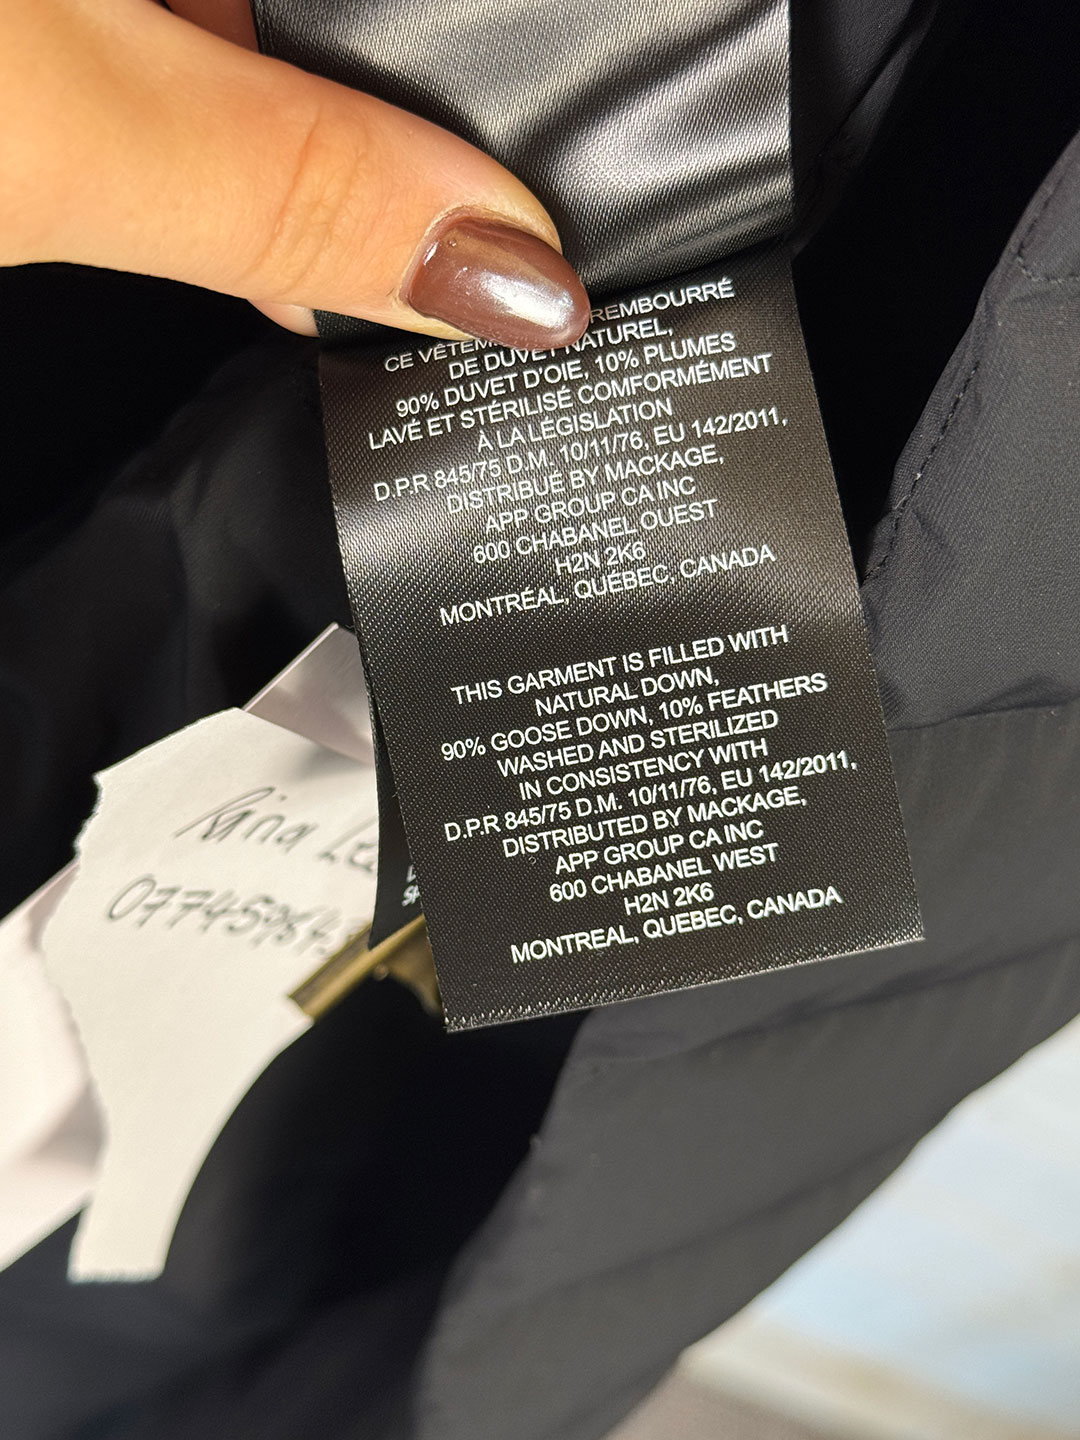 CE VÊTEM REMBOURRÉ
DE DUVET NATUREL,
90% DUVET D'OIE, 10% PLUMES
LAVÉ ET STÉRILISÉ COMFORMÉMENT
À LA LÉGISLATION
D.P.R 845/75 D.M. 10/11/76, EU 142/2011,
DISTRIBUÉ BY MACKAGE,
APP GROUP CA INC
600 CHABANEL OUEST
H2N 2K6
MONTRÉAL, QUÉBEC, CANADA
THIS GARMENT IS FILLED WITH
NATURAL DOWN,
90% GOOSE DOWN, 10% FEATHERS
WASHED AND STERILIZED
IN CONSISTENCY WITH
D.P.R 845/75 D.M. 10/11/76, EU 142/2011,
DISTRIBUTED BY MACKAGE,
APP GROUP CA INC
600 CHABANEL WEST
H2N 2K6
MONTREAL, QUEBEC, CANADA